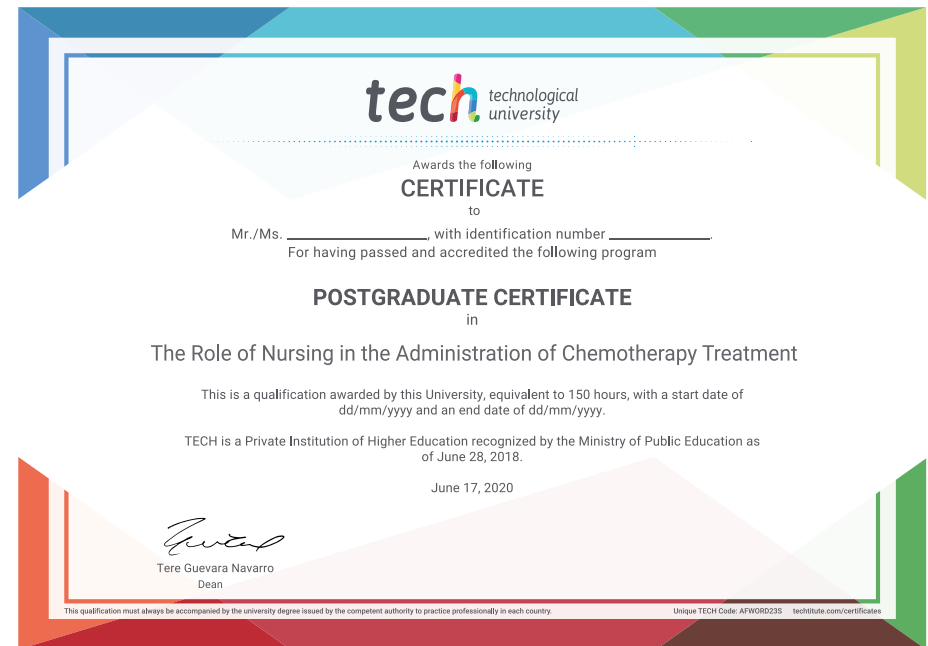 tech technological
university
Awards the following
CERTIFICATE
to
Mr./Ms. ____________________, with identification number ______________.
For having passed and accredited the following program
POSTGRADUATE CERTIFICATE
in
The Role of Nursing in the Administration of Chemotherapy Treatment
This is a qualification awarded by this University, equivalent to 150 hours, with a start date of
dd/mm/yyyy and an end date of dd/mm/yyyy.
TECH is a Private Institution of Higher Education recognized by the Ministry of Public Education as
of June 28, 2018.
June 17, 2020
Tere Guevara Navarro
Dean
This qualification must always be accompanied by the university degree issued by the competent authority to practice professionally in each country. Unique TECH Code: AFWORD23S techtitute.com/certificates